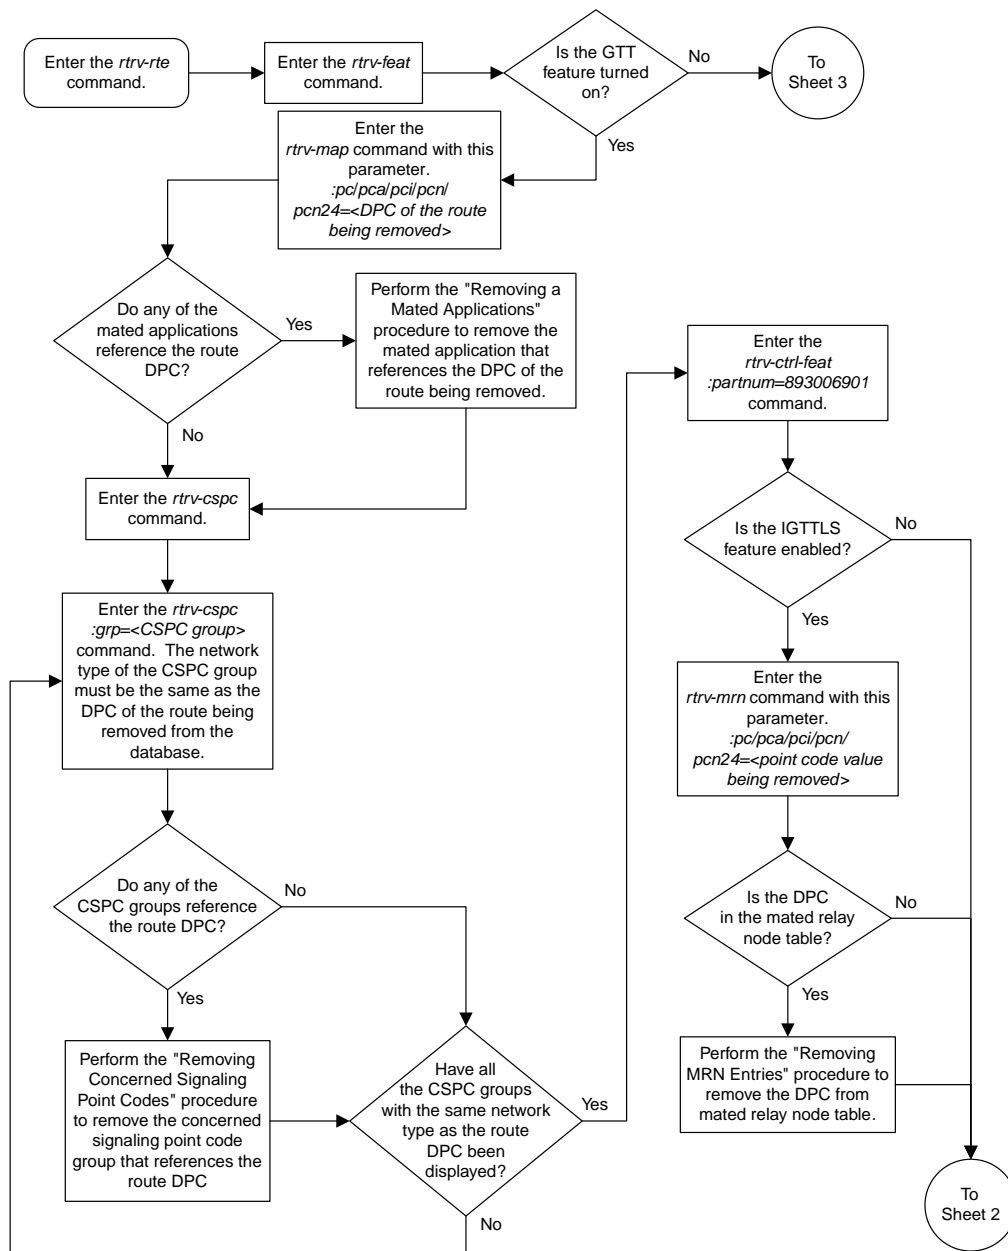 Enter the rtrv-rte
command.
Enter the rtrv-feat
command.
Is the GTT
feature turned
on?
No
To
Sheet 3
Yes
Enter the
rtrv-map command with this
parameter.
:pc/pca/pci/pcn/
pcn24=<DPC of the route
being removed>
Do any of the
mated applications
reference the route
DPC?
Yes
Perform the "Removing a
Mated Applications"
procedure to remove the
mated application that
references the DPC of the
route being removed.
No
Enter the rtrv-cspc
command.
Enter the rtrv-cspc
:grp=<CSPC group>
command.  The network
type of the CSPC group
must be the same as the
DPC of the route being
removed from the
database.
Do any of the
CSPC groups reference
the route DPC?
No
Yes
Perform the "Removing
Concerned Signaling
Point Codes" procedure
to remove the concerned
signaling point code
group that references the
route DPC
Have all
the CSPC groups
with the same network
type as the route
DPC been
displayed?
Yes
No
Enter the
rtrv-ctrl-feat
:partnum=893006901
command.
Is the IGTTLS
feature enabled?
No
Yes
Enter the
rtrv-mrn command with this
parameter.
:pc/pca/pci/pcn/
pcn24=<point code value
being removed>
Is the DPC
in the mated relay
node table?
No
Yes
Perform the "Removing
MRN Entries" procedure to
remove the DPC from
mated relay node table.
To
Sheet 2